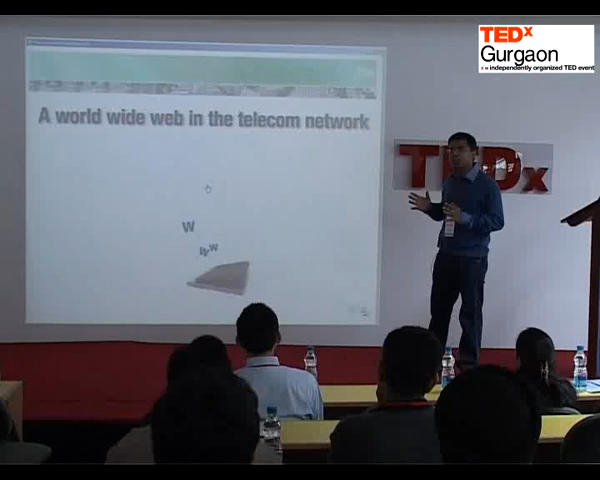 TEDx
Gurgaon
x = independently organized TED event
A world wide web in the telecom network
W
W
W
TEDx